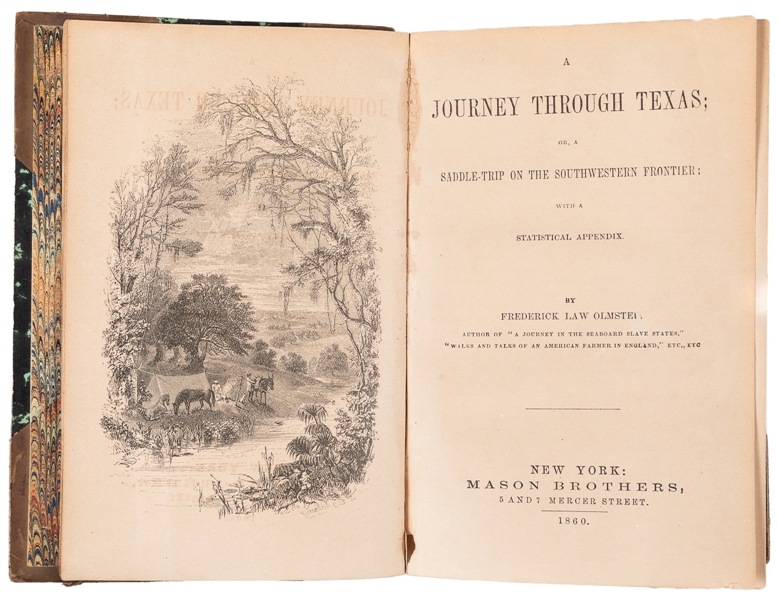 A
JOURNEY THROUGH TEXAS;
OR, A
SADDLE-TRIP ON THE SOUTHWESTERN FRONTIER:
WITH A
STATISTICAL APPENDIX.
BY
FREDERICK LAW OLMSTED.
AUTHOR OF "A JOURNEY IN THE SEABOARD SLAVE STATES,"
"WALKS AND TALKS OF AN AMERICAN FARMER IN ENGLAND," ETC., ETC
NEW YORK:
MASON BROTHERS,
5 AND 7 MERCER STREET.
1860.